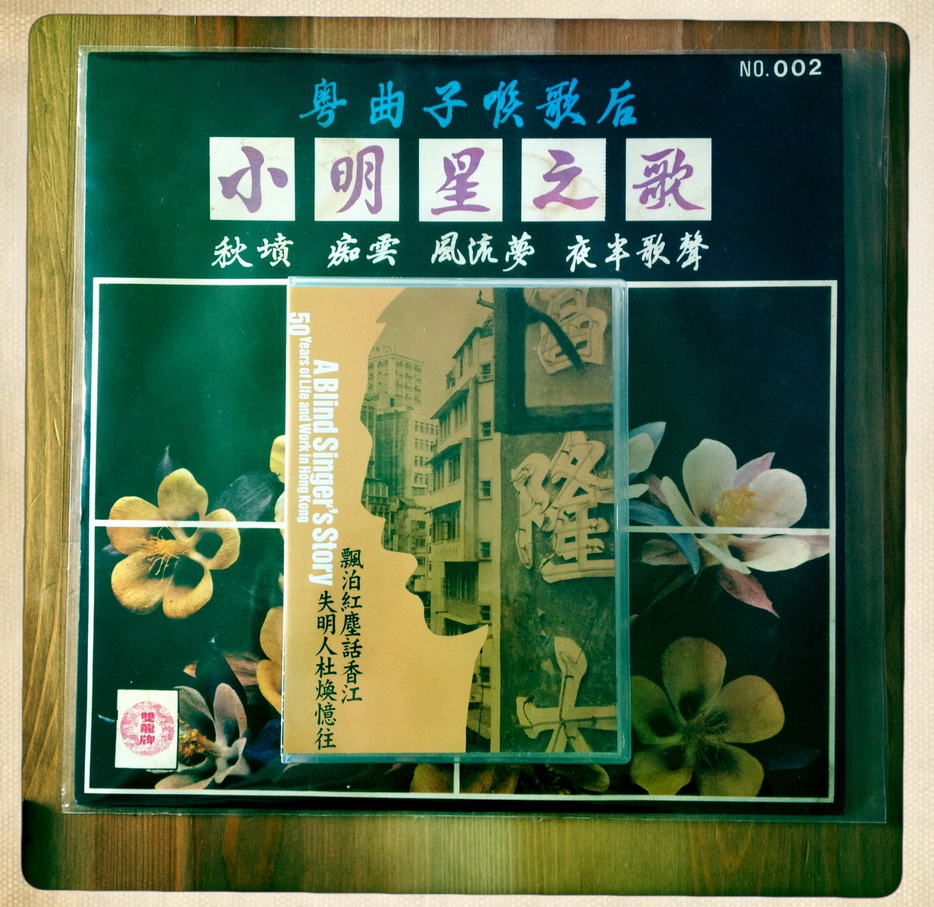 NO.002
粵曲子喉歌后
小明星之歌
秋墳 痴雲 風流夢 夜半歌聲
50 Years of Life and Work in Hong Kong
A Blind Singer's Story
飄泊紅塵話香江
失明人杜煥憶往
隆
大
雙龍牌